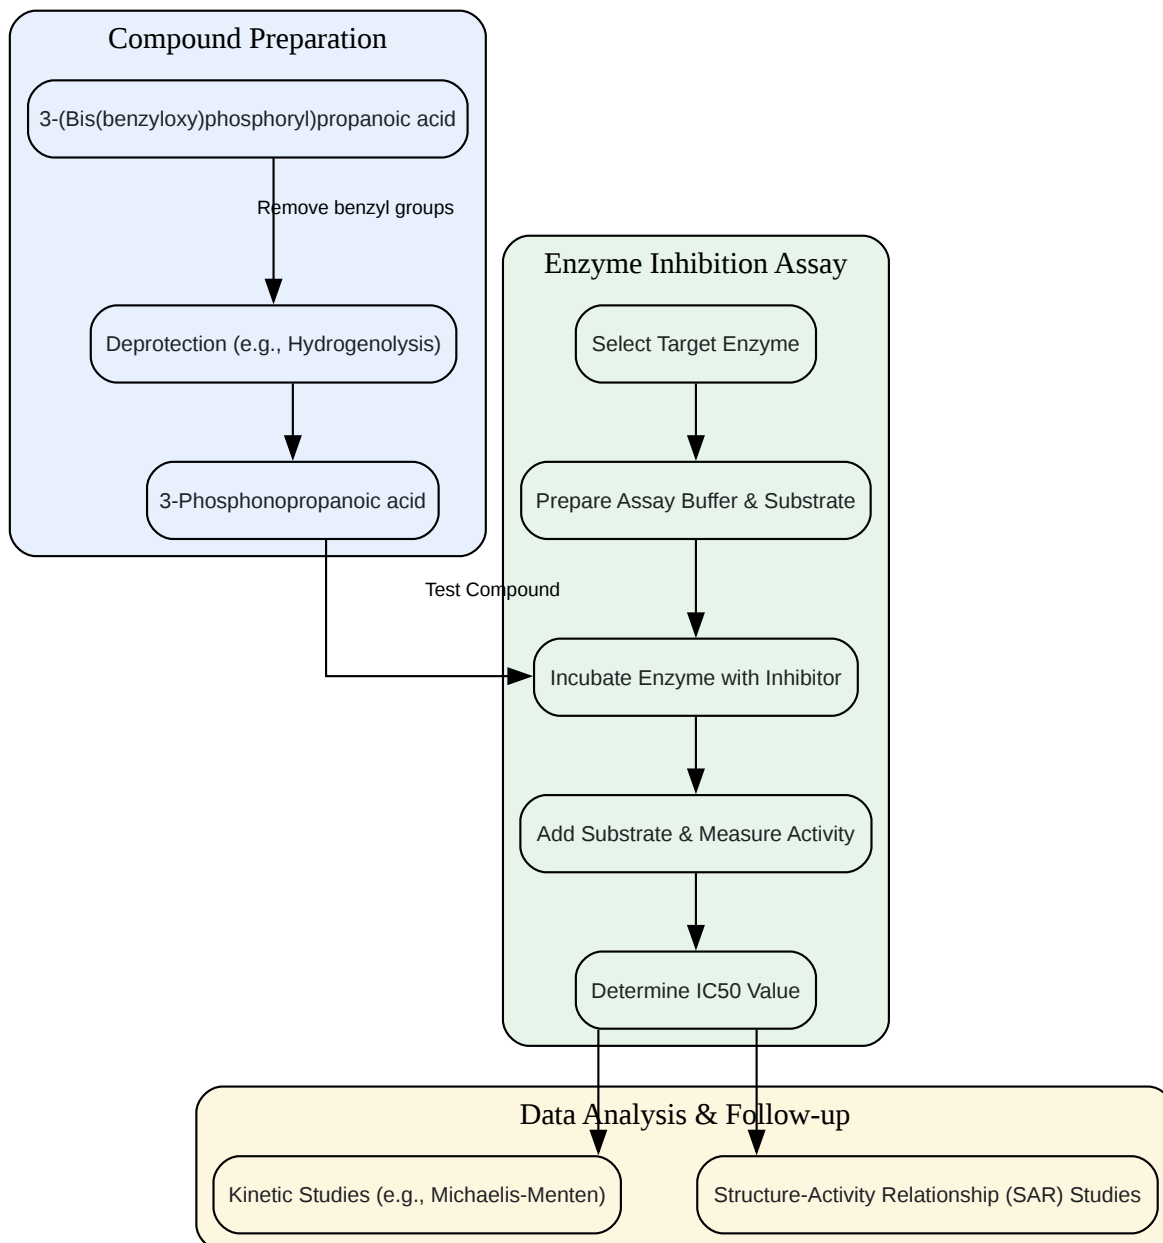 Compound Preparation
3-(Bis(benzyloxy)phosphoryl)propanoic acid
Remove benzyl groups
Deprotection (e.g., Hydrogenolysis)
3-Phosphonopropanoic acid
Test Compound
Enzyme Inhibition Assay
Select Target Enzyme
Prepare Assay Buffer & Substrate
Incubate Enzyme with Inhibitor
Add Substrate & Measure Activity
Determine IC50 Value
Data Analysis & Follow-up
Kinetic Studies (e.g., Michaelis-Menten)
Structure-Activity Relationship (SAR) Studies